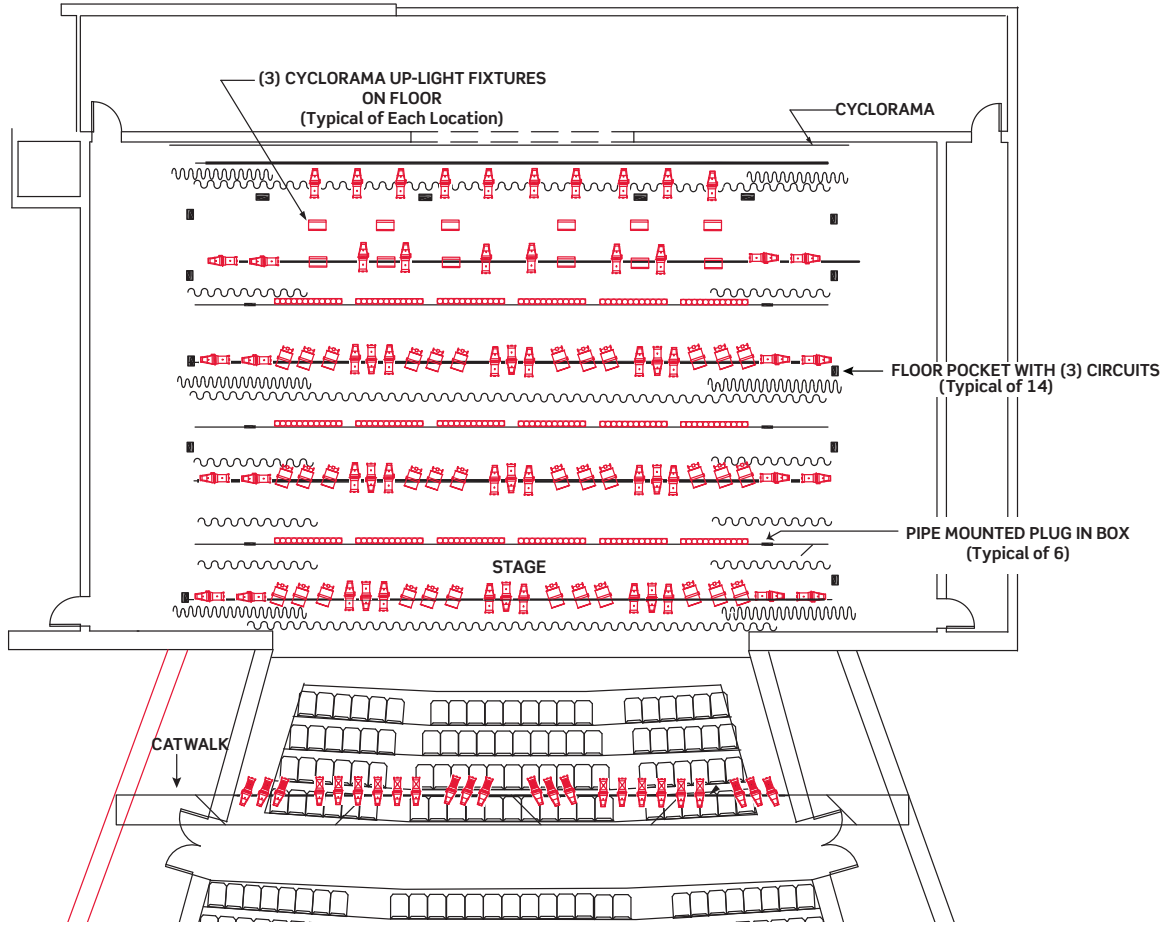 (3) CYCLORAMA UP-LIGHT FIXTURES
ON FLOOR
(Typical of Each Location)
CYCLORAMA
FLOOR POCKET WITH (3) CIRCUITS
(Typical of 14)
PIPE MOUNTED PLUG IN BOX
(Typical of 6)
STAGE
CATWALK